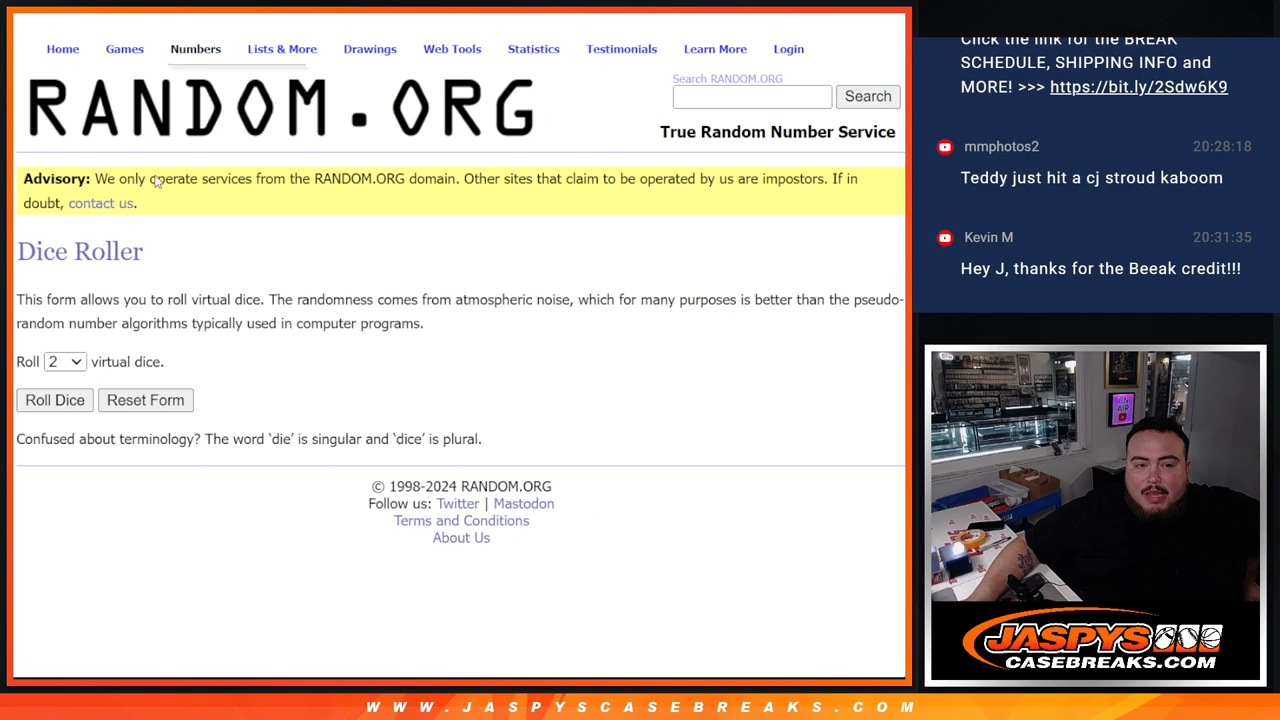 Home Games Numbers Lists & More Drawings Web Tools Statistics Testimonials Learn More Login
RANDOM.ORG
Search RANDOM.ORG
Search
True Random Number Service
Advisory: We only operate services from the RANDOM.ORG domain. Other sites that claim to be operated by us are impostors. If in
doubt, contact us.
Dice Roller
This form allows you to roll virtual dice. The randomness comes from atmospheric noise, which for many purposes is better than the pseudo-
random number algorithms typically used in computer programs.
Roll 2 virtual dice.
Roll Dice Reset Form
Confused about terminology? The word ‘die’ is singular and ‘dice’ is plural.
© 1998-2024 RANDOM.ORG
Follow us: Twitter | Mastodon
Terms and Conditions
About Us
Click the link for the BREAK
SCHEDULE, SHIPPING INFO and
MORE! >>> https://bit.ly/2Sdw6K9
mmphotos2 20:28:18
Teddy just hit a cj stroud kaboom
Kevin M 20:31:35
Hey J, thanks for the Beeak credit!!!
ON
AIR
JASPYS
CASEBREAKS.COM
WWW.JASPYSCASEBREAKS.COM